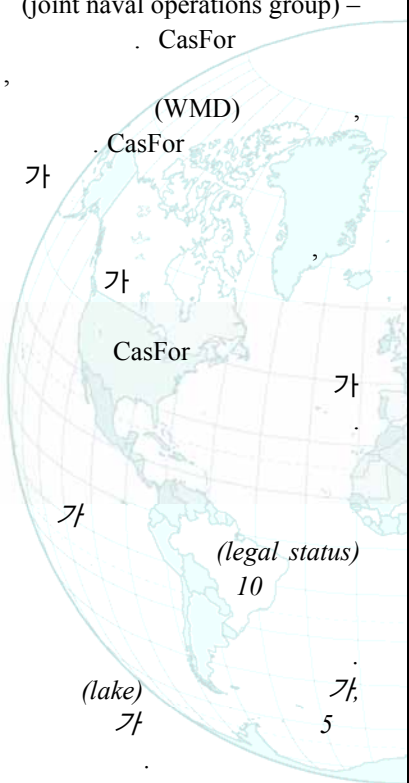 (joint naval operations group) –
. CasFor
,
(WMD) ,
. CasFor
가
,
가
CasFor
가
.
가
(legal status)
10
.
(lake) 가,
가 5
.